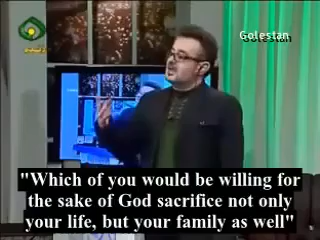 Golestan
"Which of you would be willing for
the sake of God sacrifice not only
your life, but your family as well"